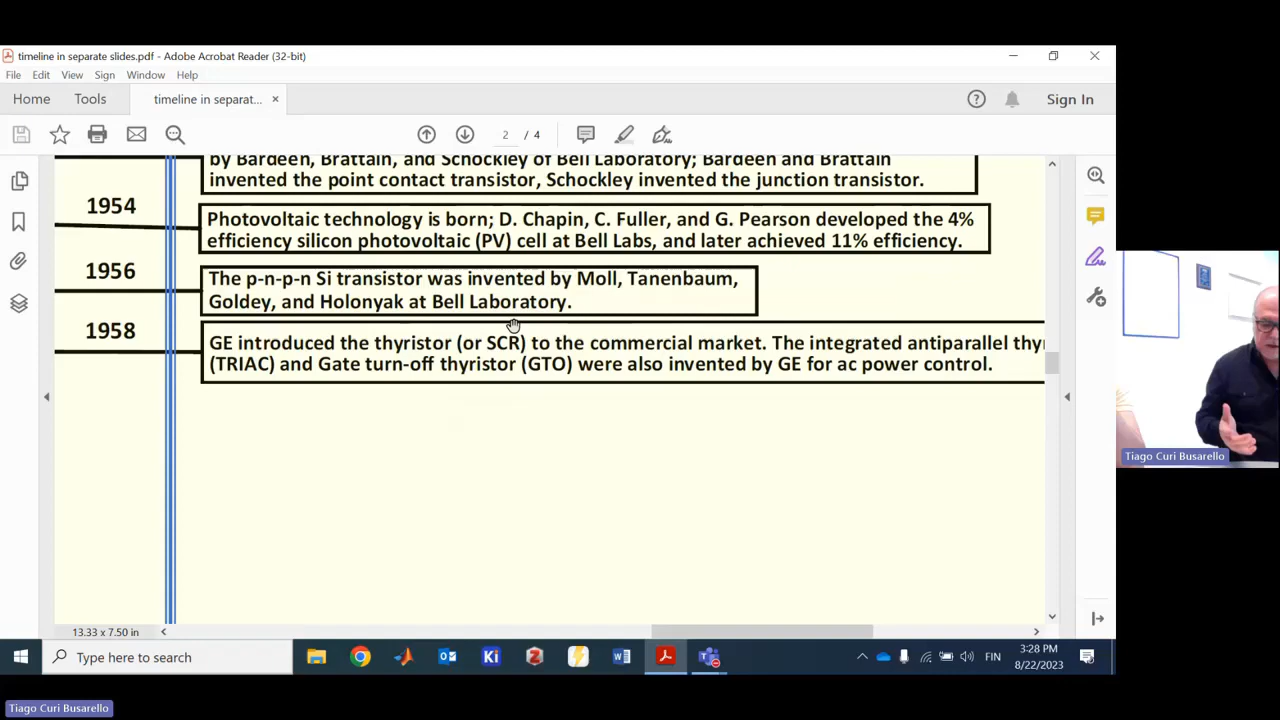 timeline in separate slides.pdf - Adobe Acrobat Reader (32-bit)
File Edit View Sign Window Help
Home Tools timeline in separat... × Sign In
2 / 4
by Bardeen, Brattain, and Schockley of Bell Laboratory; Bardeen and Brattain
invented the point contact transistor, Schockley invented the junction transistor.
1954
Photovoltaic technology is born; D. Chapin, C. Fuller, and G. Pearson developed the 4%
efficiency silicon photovoltaic (PV) cell at Bell Labs, and later achieved 11% efficiency.
1956
The p-n-p-n Si transistor was invented by Moll, Tanenbaum,
Goldey, and Holonyak at Bell Laboratory.
1958
GE introduced the thyristor (or SCR) to the commercial market. The integrated antiparallel thyr
(TRIAC) and Gate turn-off thyristor (GTO) were also invented by GE for ac power control.
Tiago Curi Busarello
13.33 x 7.50 in
Type here to search
Ki
FIN
3:28 PM
8/22/2023
Tiago Curi Busarello